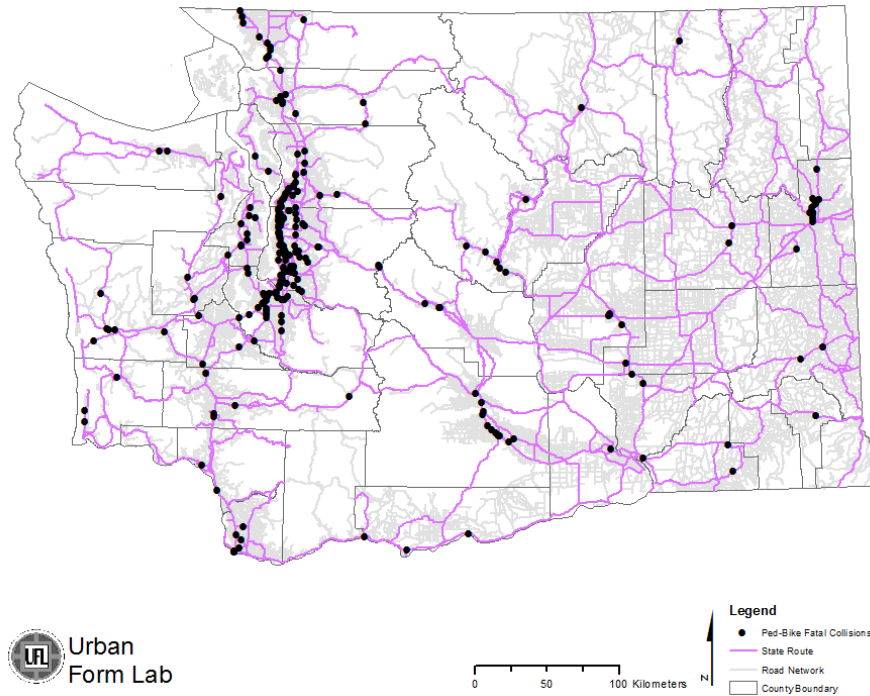 UFL
Urban
Form Lab
0 50 100 Kilometers
N
Legend
Ped-Bike Fatal Collisions
State Route
Road Network
County Boundary